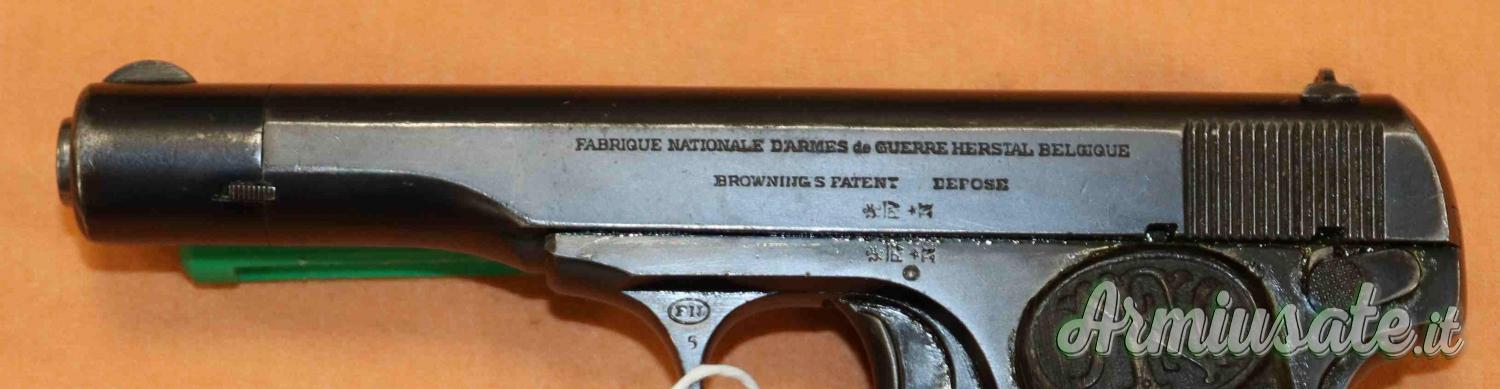 FABRIQUE NATIONALE D'ARMES de GUERRE HERSTAL BELGIQUE
BROWNING'S PATENT DEPOSE
FN
5
Armiusate.it